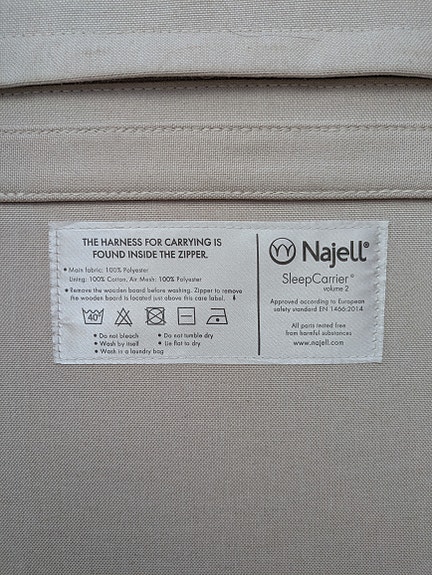 THE HARNESS FOR CARRYING IS
FOUND INSIDE THE ZIPPER.
• Main fabric: 100% Polyester
Lining: 100% Cotton, Air Mesh: 100% Polyester
• Remove the wooden board before washing. Zipper to remove
the wooden board is located just above this care label.
40°
• Do not bleach
• Wash by itself
• Wash in a laundry bag
• Do not tumble dry
• Lie flat to dry
Najell®
SleepCarrier®
volume 2
Approved according to European
safety standard EN 1466:2014
All parts tested free
from harmful substances
www.najell.com